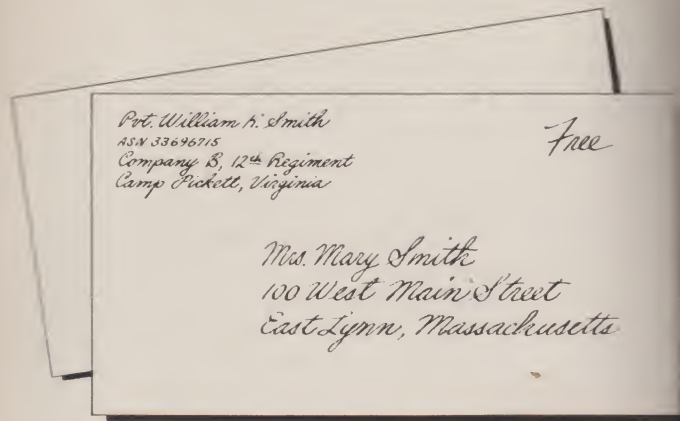 Pvt. William K. Smith
ASN 33696715
Company B, 12th Regiment
Camp Pickett, Virginia
Free
Mrs. Mary Smith
100 West Main Street
East Lynn, Massachusetts